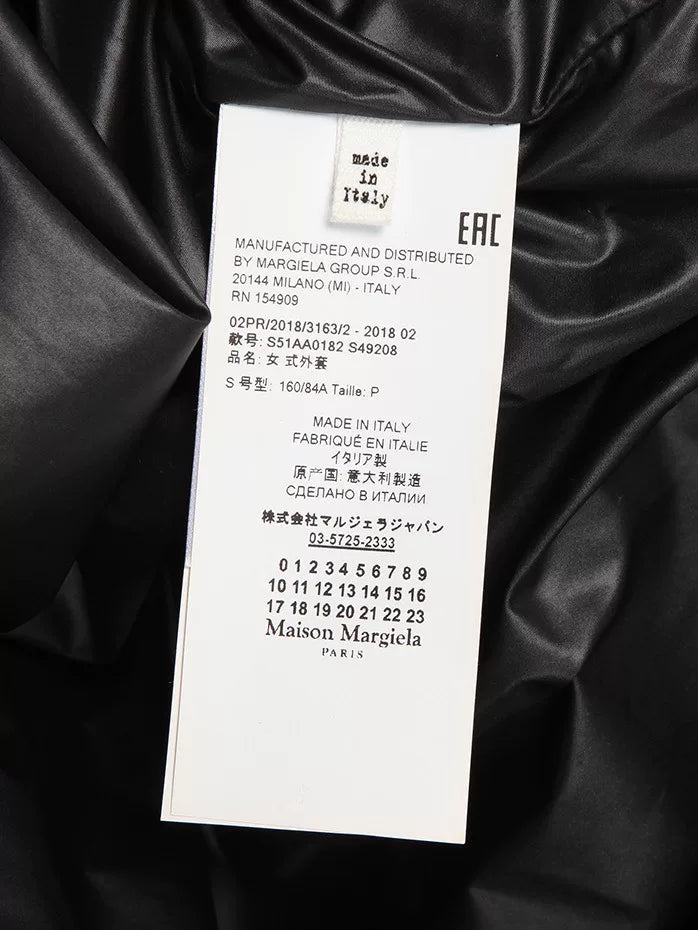 made
in
Italy
EAC
MANUFACTURED AND DISTRIBUTED
BY MARGIELA GROUP S.R.L.
20144 MILANO (MI) - ITALY
RN 154909
02PR/2018/3163/2 - 2018 02
款号: S51AA0182 S49208
品名: 女 式外套
S 号型: 160/84A Taille: P
MADE IN ITALY
FABRIQUÉ EN ITALIE
イタリア製
原产国: 意大利製造
СДЕЛАНО В ИТАЛИИ
株式会社マルジェラジャパン
03-5725-2333
0 1 2 3 4 5 6 7 8 9
10 11 12 13 14 15 16
17 18 19 20 21 22 23
Maison Margiela
PARIS